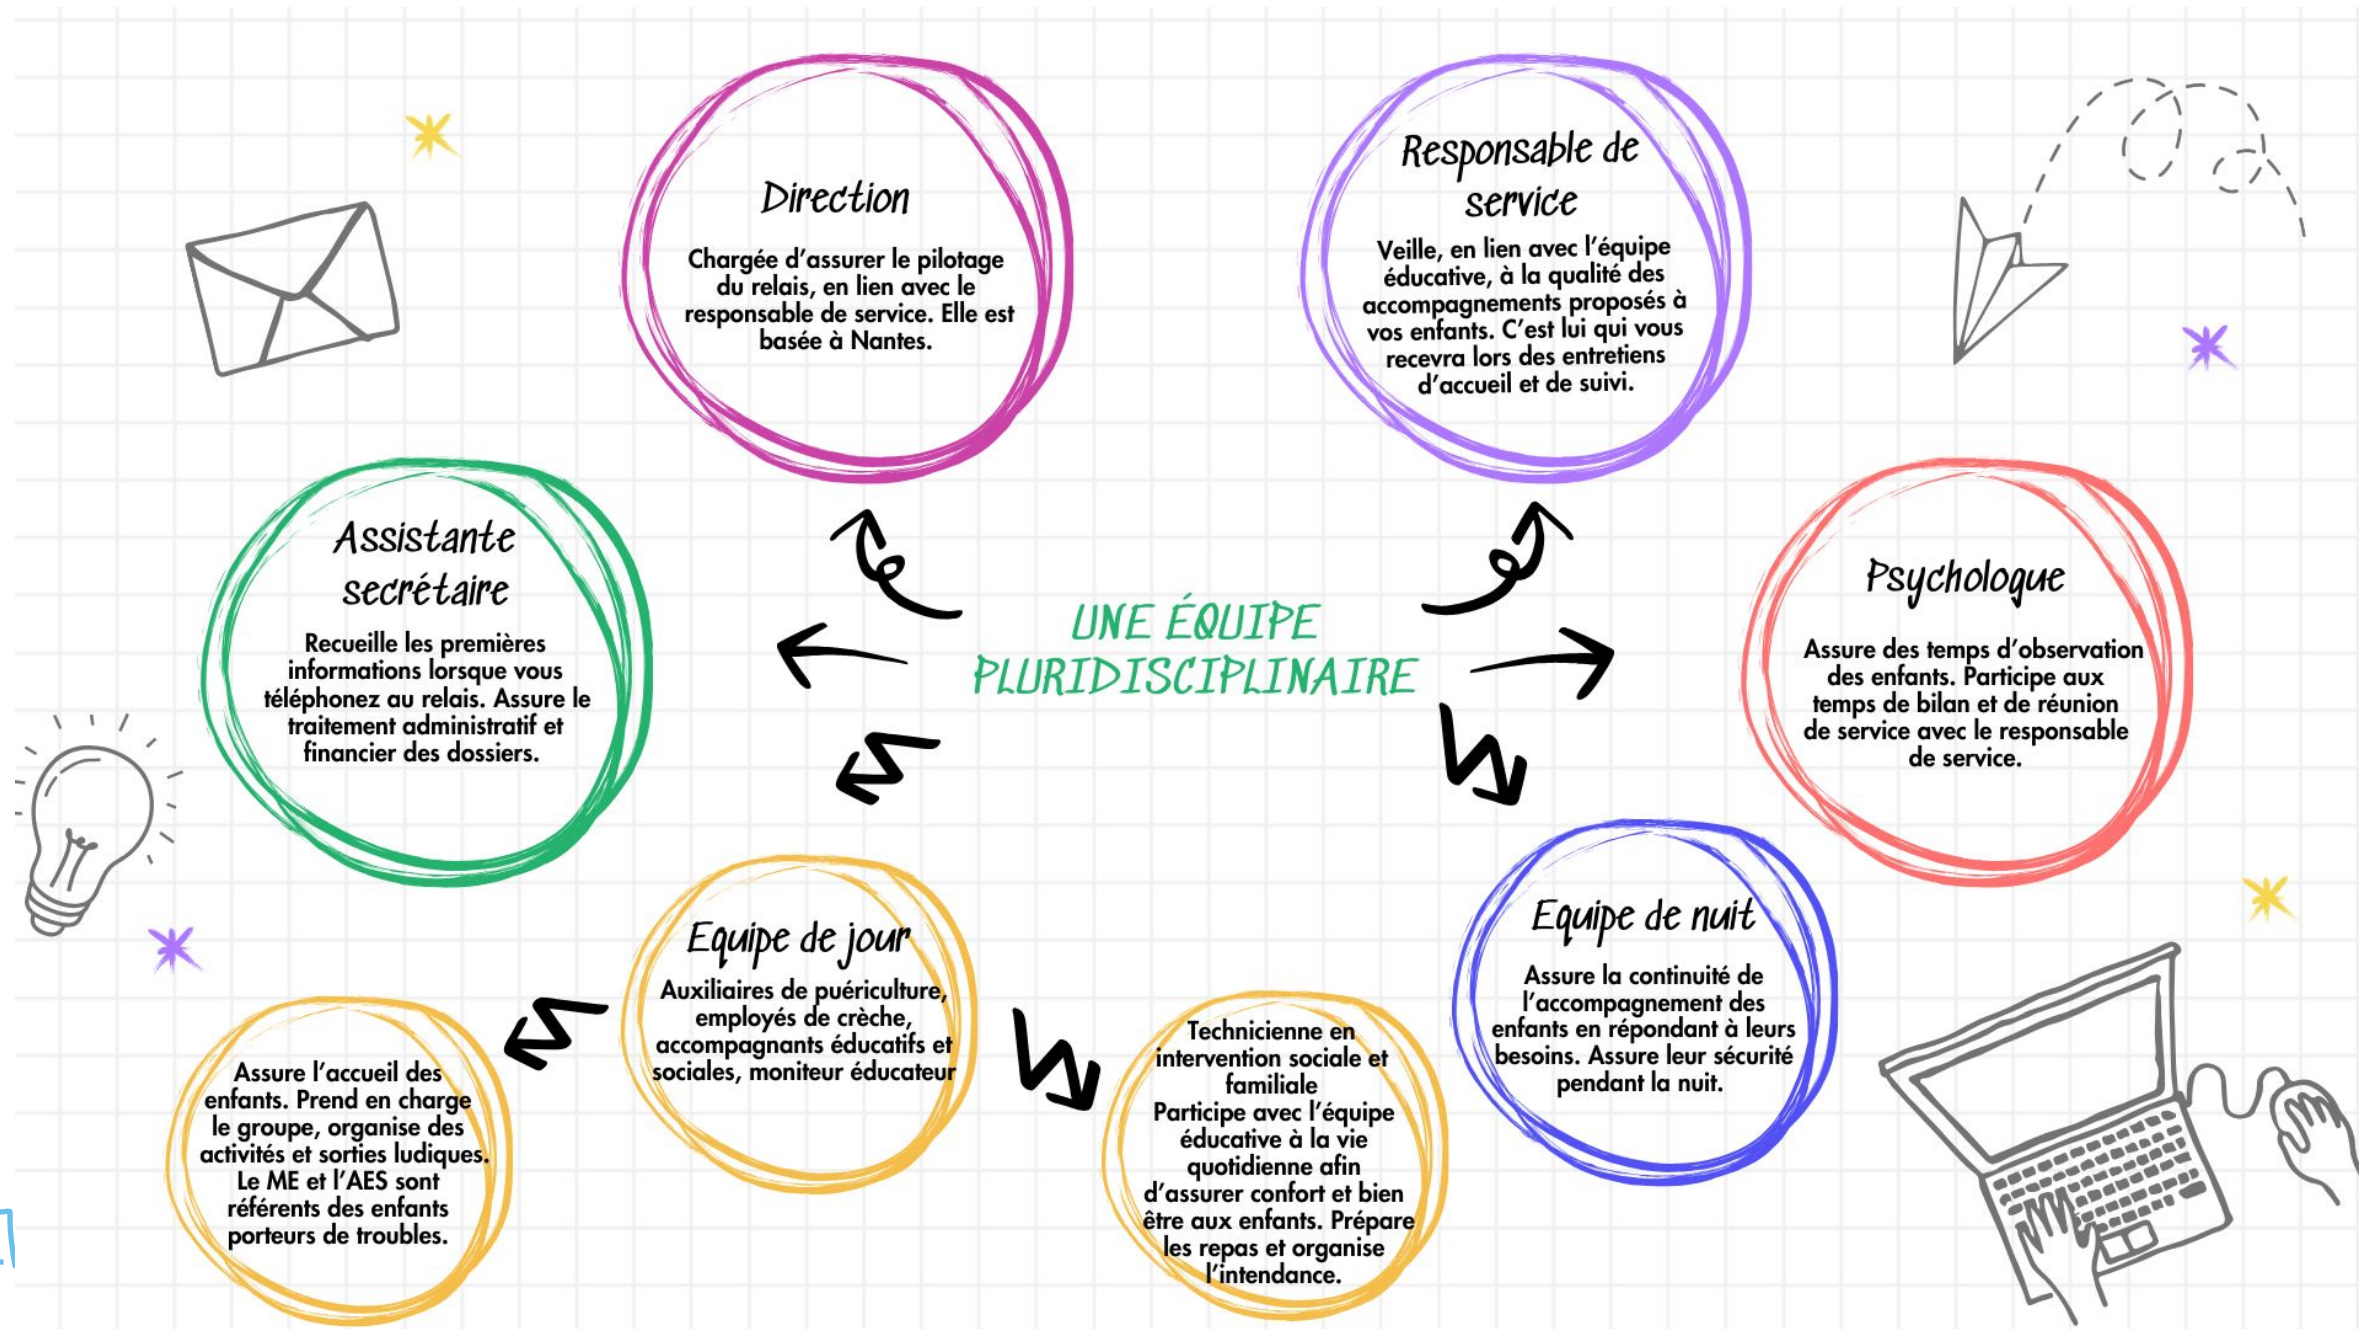 Direction
Chargée d'assurer le pilotage
du relais, en lien avec le
responsable de service. Elle est
basée à Nantes.
Responsable de
service
Veille, en lien avec l'équipe
éducative, à la qualité des
accompagnements proposés à
vos enfants. C'est lui qui vous
recevra lors des entretiens
d'accueil et de suivi.
Assistante
secrétaire
Recueille les premières
informations lorsque vous
téléphonez au relais. Assure le
traitement administratif et
financier des dossiers.
UNE ÉQUIPE
PLURIDISCIPLINAIRE
Psychologue
Assure des temps d'observation
des enfants. Participe aux
temps de bilan et de réunion
de service avec le responsable
de service.
Equipe de jour
Auxiliaires de puériculture,
employés de crèche,
accompagnants éducatifs et
sociales, moniteur éducateur
Equipe de nuit
Assure la continuité de
l'accompagnement des
enfants en répondant à leurs
besoins. Assure leur sécurité
pendant la nuit.
Assure l'accueil des
enfants. Prend en charge
le groupe, organise des
activités et sorties ludiques.
Le ME et l'AES sont
référents des enfants
porteurs de troubles.
Technicienne en
intervention sociale et
familiale
Participe avec l'équipe
éducative à la vie
quotidienne afin
d'assurer confort et bien
être aux enfants. Prépare
les repas et organise
l'intendance.